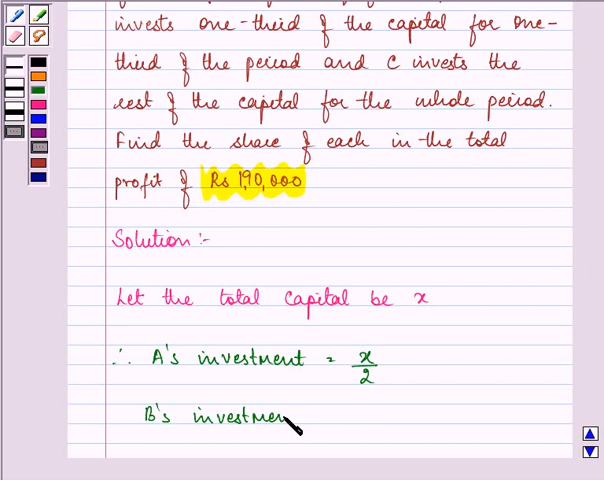 invests one-third of the capital for one-
third of the period and C invests the
rest of the capital for the whole period.
Find the share of each in the total
profit of Rs 1,90,000
Solution:-
Let the total capital be x
∴ A's investment = x/2
B's investmen